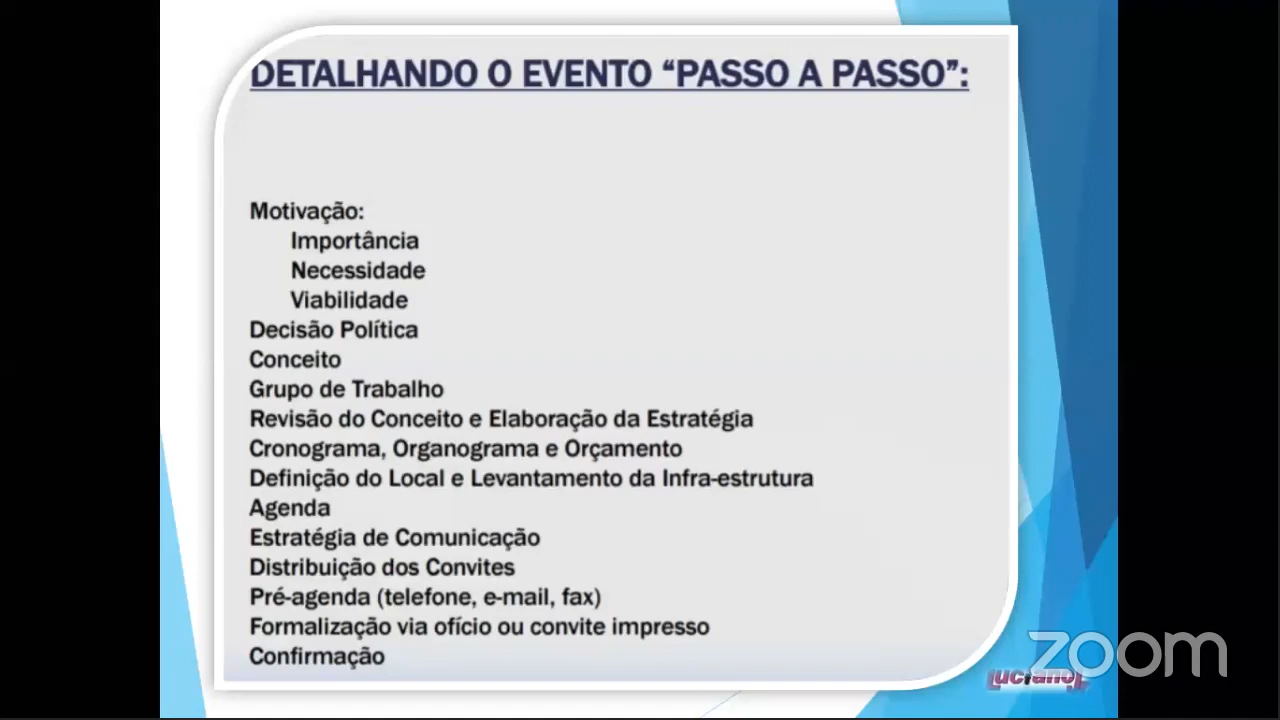 DETALHANDO O EVENTO “PASSO A PASSO”:
Motivação:
Importância
Necessidade
Viabilidade
Decisão Política
Conceito
Grupo de Trabalho
Revisão do Conceito e Elaboração da Estratégia
Cronograma, Organograma e Orçamento
Definição do Local e Levantamento da Infra-estrutura
Agenda
Estratégia de Comunicação
Distribuição dos Convites
Pré-agenda (telefone, e-mail, fax)
Formalização via ofício ou convite impresso
Confirmação
zoom